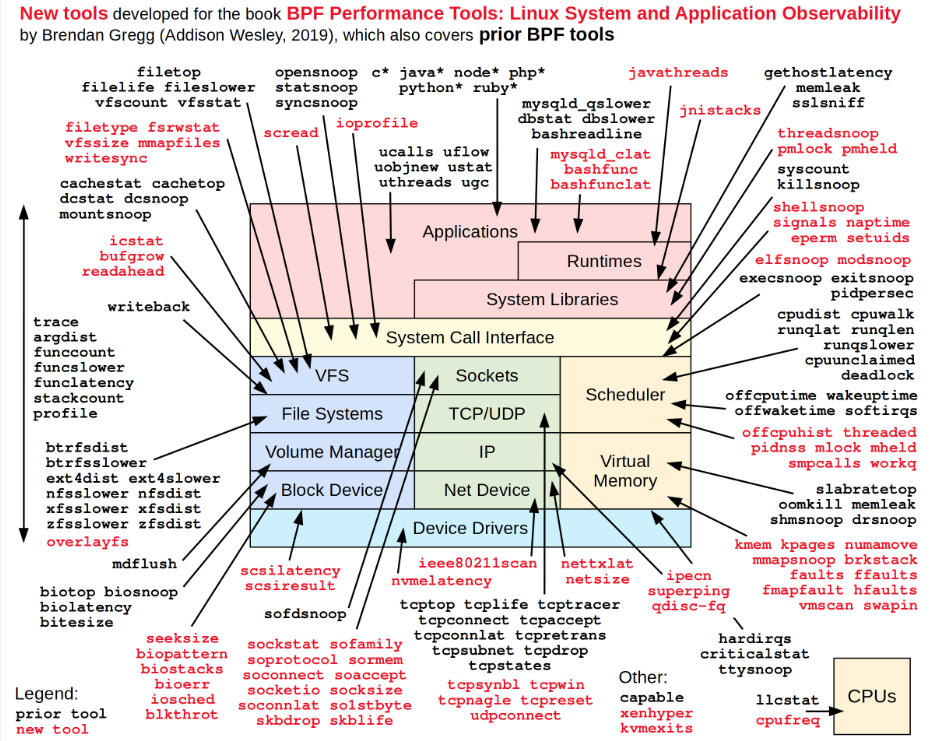 New tools developed for the book BPF Performance Tools: Linux System and Application Observability
by Brendan Gregg (Addison Wesley, 2019), which also covers prior BPF tools
filetop
filelife fileslower
vfscount vfsstat
opensnoop
statsnoop
syncsnoop
c* java* node* php*
python* ruby*
javathreads
gethostlatency
memleak
sslsniff
filetype fsrwstat
vfssize mmapfiles
writesync
scread
ioprofile
mysqld_qslower
dbstat dbslower
bashreadline
jnistacks
threadsnoop
pmlock pmheld
ucalls uflow
uobjnew ustat
uthreads ugc
mysqld_clat
bashfunc
bashfunclat
syscount
killsnoop
cachestat cachetop
dcstat dcsnoop
mountsnoop
shellsnoop
signals naptime
eperm setuids
icstat
bufgrow
readahead
Applications
Runtimes
System Libraries
System Call Interface
elfsnoop modsnoop
execsnoop exitsnoop
pidpersec
writeback
trace
argdist
funccount
funcslower
funclatency
stackcount
profile
cpudist cpuwalk
runqlat runqlen
runqslower
cpuunclaimed
deadlock
VFS
Sockets
Scheduler
File Systems
TCP/UDP
offcputime wakeuptime
offwaketime softirqs
Volume Manager
IP
Virtual
Memory
offcpuhist threaded
pidnss mlock mheld
smpcalls workq
Block Device
Net Device
Device Drivers
btrfsdist
btrfsslower
ext4dist ext4slower
nfsslower nfsdist
xfsslower xfsdist
zfsslower zfsdist
overlayfs
slabratetop
oomkill memleak
shmsnoop drsnoop
kmem kpages numamove
mmapsnoop brkstack
faults ffaults
fmapfault hfaults
vmscan swapin
mdflush
scsilatency
scsiresult
nvmelatency
ieee80211scan
nettxlat
netsize
ipecn
superping
qdisc-fq
biotop biosnoop
biolatency
bitesize
sofdsnoop
tcptop tcplife tcptracer
tcpconnect tcpaccept
tcpconnlat tcpretrans
tcpsubnet tcpdrop
tcpstates
hardirqs
criticalstat
ttysnoop
seeksize
biopattern
biostacks
bioerr
iosched
blkthrot
sockstat sofamily
soprotocol sormem
soconnect soaccept
socketio socksize
soconnlat so1stbyte
skbdrop skblife
tcpsynbl tcpwin
tcpnagle tcpreset
udpconnect
Legend:
prior tool
new tool
Other:
capable
xenhyper
kvmexits
llcstat
cpufreq
CPUs